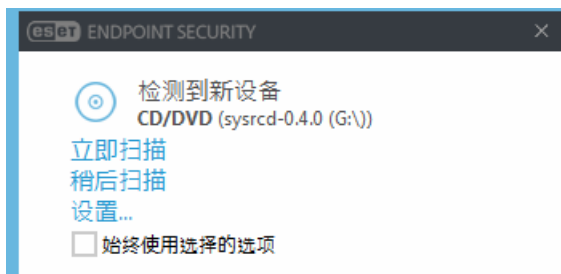 eset ENDPOINT SECURITY
检测到新设备
CD/DVD (sysrcd-0.4.0 (G:\))
立即扫描
稍后扫描
设置...
始终使用选择的选项